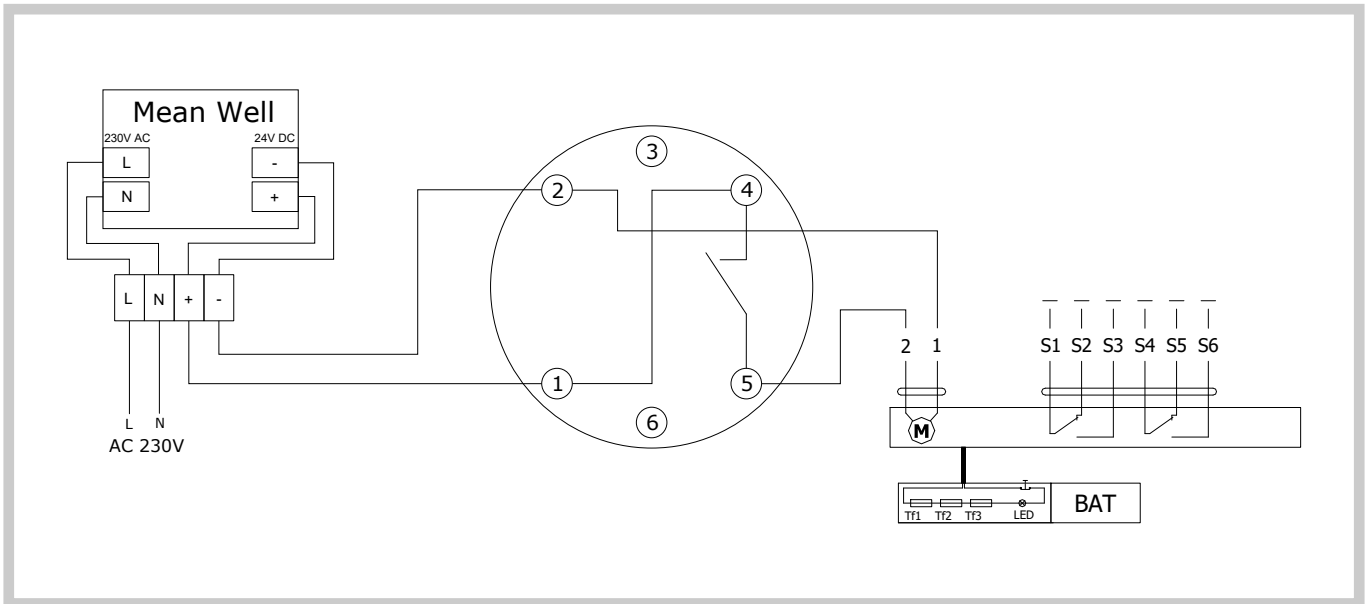 Mean Well
230V AC 24V DC
L -
N +
3
2 4
L N + -
2 1 S1 S2 S3 S4 S5 S6
1 5
6
L N
AC 230V
M
BAT
Tf1 Tf2 Tf3 LED